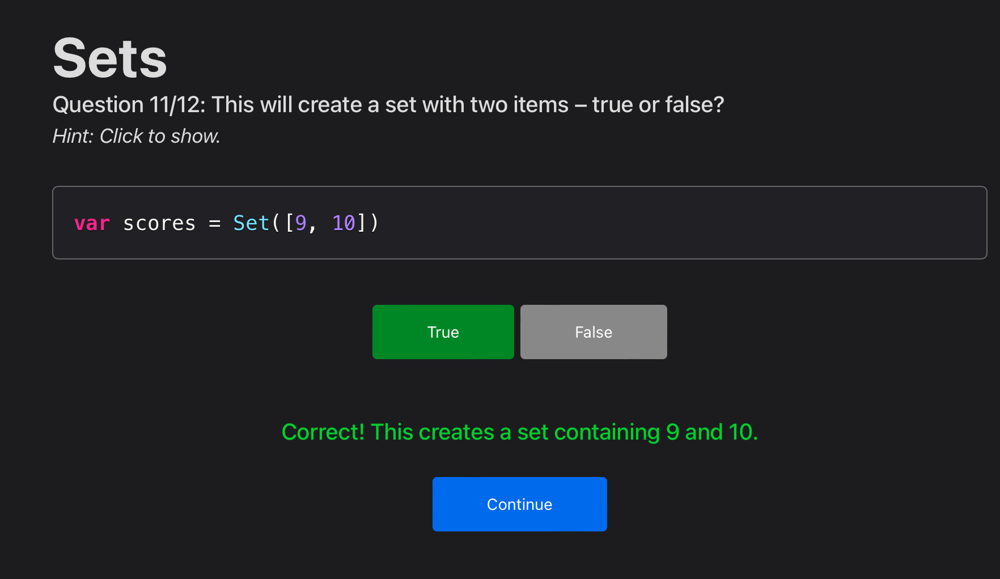 Sets
Question 11/12: This will create a set with two items – true or false?
Hint: Click to show.
var scores = Set([9, 10])
True False
Correct! This creates a set containing 9 and 10.
Continue